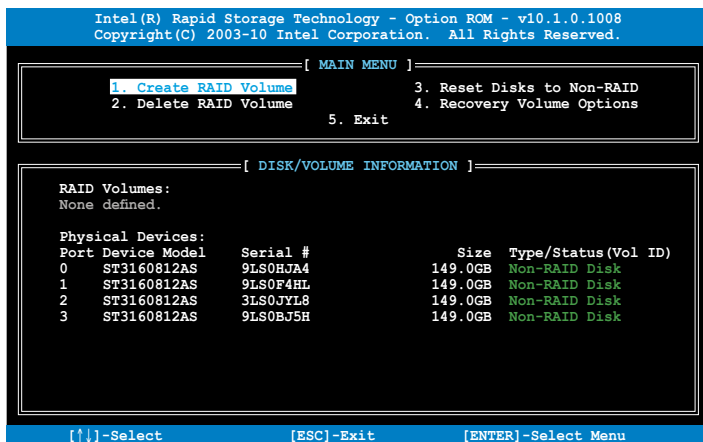 Intel(R) Rapid Storage Technology - Option ROM - v10.1.0.1008
Copyright(C) 2003-10 Intel Corporation. All Rights Reserved.
[ MAIN MENU ]
1. Create RAID Volume 3. Reset Disks to Non-RAID
2. Delete RAID Volume 4. Recovery Volume Options
5. Exit
[ DISK/VOLUME INFORMATION ]
RAID Volumes:
None defined.
Physical Devices:
Port Device Model Serial # Size Type/Status(Vol ID)
0 ST3160812AS 9LS0HJA4 149.0GB Non-RAID Disk
1 ST3160812AS 9LS0F4HL 149.0GB Non-RAID Disk
2 ST3160812AS 3LS0JYL8 149.0GB Non-RAID Disk
3 ST3160812AS 9LS0BJ5H 149.0GB Non-RAID Disk
[↑↓]-Select [ESC]-Exit [ENTER]-Select Menu